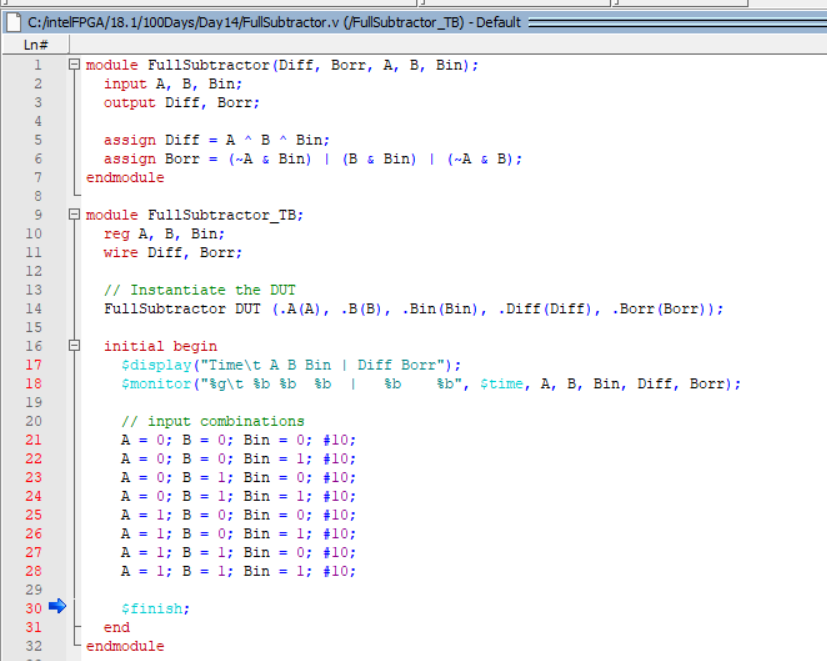 C:/intelFPGA/18.1/100Days/Day14/FullSubtractor.v (/FullSubtractor_TB) - Default
Ln#
1 module FullSubtractor(Diff, Borr, A, B, Bin);
2 input A, B, Bin;
3 output Diff, Borr;
4
5 assign Diff = A ^ B ^ Bin;
6 assign Borr = (~A & Bin) | (B & Bin) | (~A & B);
7 endmodule
8
9 module FullSubtractor_TB;
10 reg A, B, Bin;
11 wire Diff, Borr;
12
13 // Instantiate the DUT
14 FullSubtractor DUT (.A(A), .B(B), .Bin(Bin), .Diff(Diff), .Borr(Borr));
15
16 initial begin
17 $display("Time\t A B Bin | Diff Borr");
18 $monitor("%g\t %b %b  %b  |   %b    %b", $time, A, B, Bin, Diff, Borr);
19
20 // input combinations
21 A = 0; B = 0; Bin = 0; #10;
22 A = 0; B = 0; Bin = 1; #10;
23 A = 0; B = 1; Bin = 0; #10;
24 A = 0; B = 1; Bin = 1; #10;
25 A = 1; B = 0; Bin = 0; #10;
26 A = 1; B = 0; Bin = 1; #10;
27 A = 1; B = 1; Bin = 0; #10;
28 A = 1; B = 1; Bin = 1; #10;
29
30 $finish;
31 end
32 endmodule